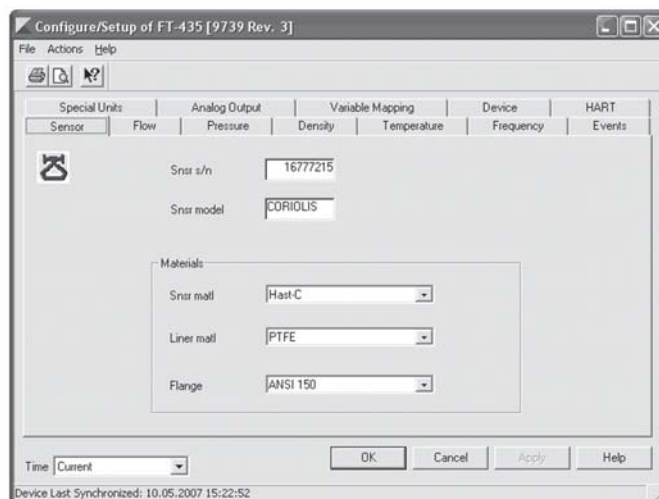 Configure/Setup of FT-435 [9739 Rev. 3]
File Actions Help
Special Units Analog Output Variable Mapping Device HART
Sensor Flow Pressure Density Temperature Frequency Events
Snsr s/n 16777215
Snsr model CORIOLIS
Materials
Snsr matl Hast-C
Liner matl PTFE
Flange ANSI 150
Time Current OK Cancel Apply Help
Device Last Synchronized: 10.05.2007 15:22:52